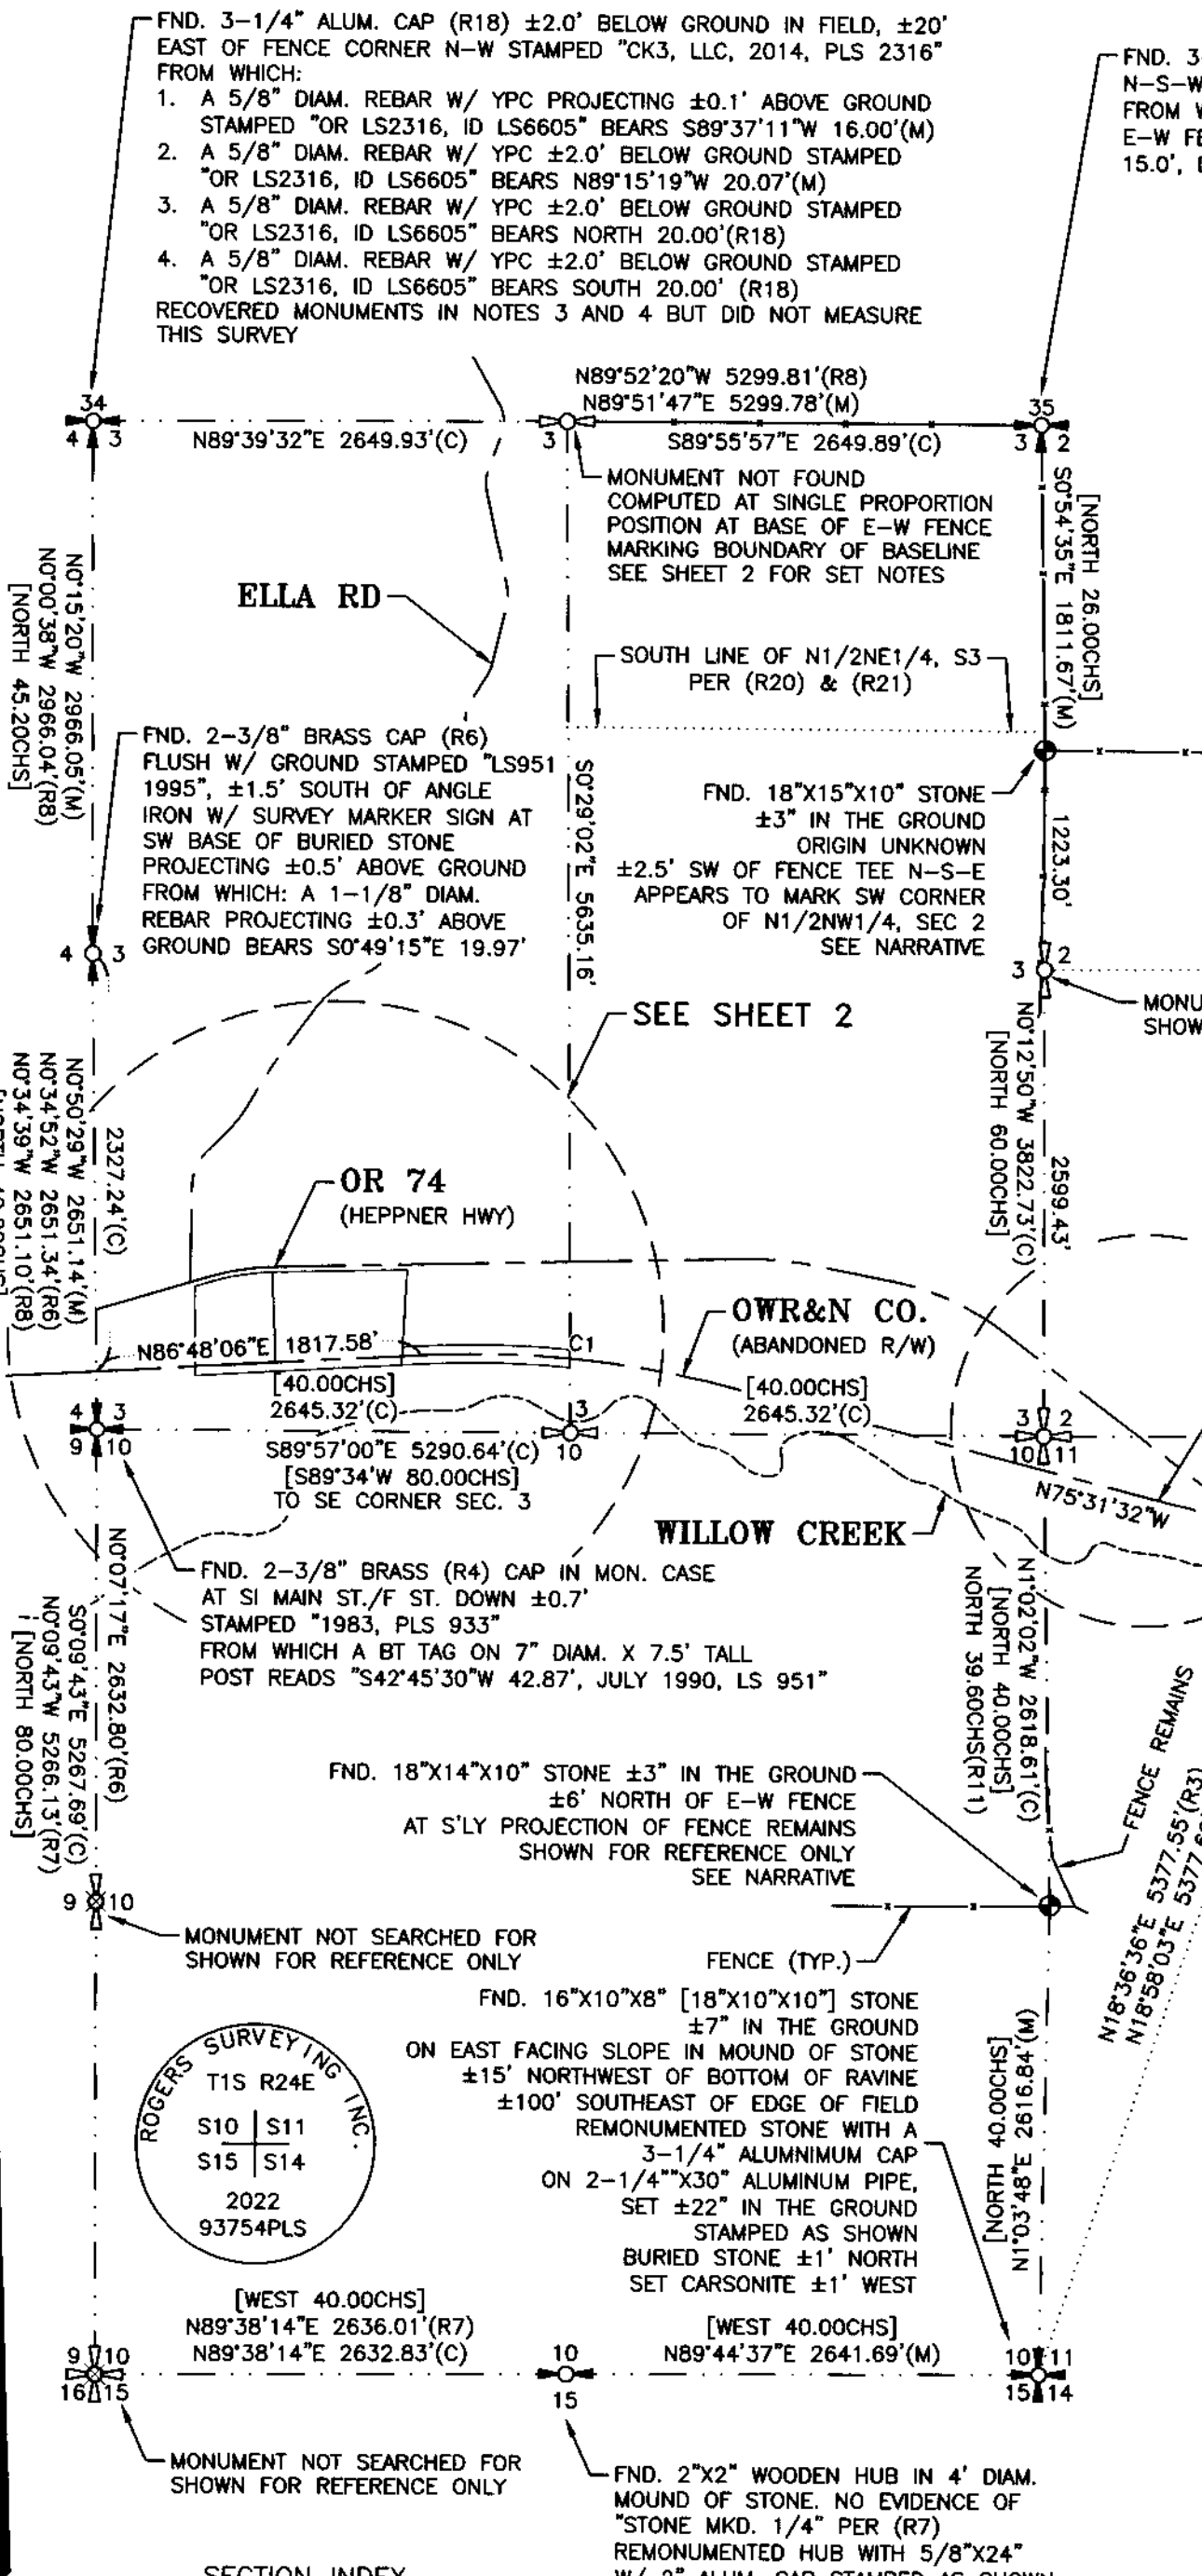 FND. 3-1/4" ALUM. CAP (R18) ±2.0' BELOW GROUND IN FIELD, ±20'
EAST OF FENCE CORNER N-W STAMPED "CK3, LLC, 2014, PLS 2316"
FROM WHICH:
1. A 5/8" DIAM. REBAR W/ YPC PROJECTING ±0.1' ABOVE GROUND
STAMPED "OR LS2316, ID LS6605" BEARS S89°37'11"W 16.00'(M)
2. A 5/8" DIAM. REBAR W/ YPC ±2.0' BELOW GROUND STAMPED
"OR LS2316, ID LS6605" BEARS N89°15'19"W 20.07'(M)
3. A 5/8" DIAM. REBAR W/ YPC ±2.0' BELOW GROUND STAMPED
"OR LS2316, ID LS6605" BEARS NORTH 20.00'(R18)
4. A 5/8" DIAM. REBAR W/ YPC ±2.0' BELOW GROUND STAMPED
"OR LS2316, ID LS6605" BEARS SOUTH 20.00' (R18)
RECOVERED MONUMENTS IN NOTES 3 AND 4 BUT DID NOT MEASURE
THIS SURVEY
FND. 3
N-S-W
FROM W
E-W FE
15.0', 
N89°52'20"W 5299.81'(R8)
N89°51'47"E 5299.78'(M)
34
4 3
N89°39'32"E 2649.93'(C)
3
S89°55'57"E 2649.89'(C)
35
3 2
MONUMENT NOT FOUND
COMPUTED AT SINGLE PROPORTION
POSITION AT BASE OF E-W FENCE
MARKING BOUNDARY OF BASELINE
SEE SHEET 2 FOR SET NOTES
[NORTH 26.00CHS]
S0°54'35"E 1811.67'(M)
N0°15'20"W 2966.05'(M)
N0°00'38"W 2966.04'(R8)
[NORTH 45.20CHS]
ELLA RD
SOUTH LINE OF N1/2NE1/4, S3
PER (R20) & (R21)
FND. 2-3/8" BRASS CAP (R6)
FLUSH W/ GROUND STAMPED "LS951
1995", ±1.5' SOUTH OF ANGLE
IRON W/ SURVEY MARKER SIGN AT
SW BASE OF BURIED STONE
PROJECTING ±0.5' ABOVE GROUND
FROM WHICH: A 1-1/8" DIAM.
REBAR PROJECTING ±0.3' ABOVE
GROUND BEARS S0°49'15"E 19.97'
4 3
S0°29'02"E 5635.16'
FND. 18"X15"X10" STONE
±3" IN THE GROUND
ORIGIN UNKNOWN
±2.5' SW OF FENCE TEE N-S-E
APPEARS TO MARK SW CORNER
OF N1/2NW1/4, SEC 2
SEE NARRATIVE
1223.30'
2
3
MONU
SHOW
SEE SHEET 2
N0°12'50"W 3822.73'(C)
[NORTH 60.00CHS]
2599.43'
2327.24'(C)
N0°50'29"W 2651.14'(M)
N0°34'52"W 2651.34'(R6)
N0°34'39"W 2651.10'(R8)
OR 74
(HEPPNER HWY)
OWR&N CO.
(ABANDONED R/W)
N86°48'06"E 1817.58'
C1
[40.00CHS]
2645.32'(C)
[40.00CHS]
2645.32'(C)
4 3
9 10
3
10
3 2
10 11
S89°57'00"E 5290.64'(C)
[S89°34'W 80.00CHS]
TO SE CORNER SEC. 3
N75°31'32"W
WILLOW CREEK
FND. 2-3/8" BRASS (R4) CAP IN MON. CASE
AT SI MAIN ST./F ST. DOWN ±0.7'
STAMPED "1983, PLS 933"
FROM WHICH A BT TAG ON 7" DIAM. X 7.5' TALL
POST READS "S42°45'30"W 42.87', JULY 1990, LS 951"
N0°07'17"E 2632.80'(R6)
S0°09'43"E 5267.69'(C)
N0°09'43"W 5266.13'(R7)
[NORTH 80.00CHS]
N1°02'02"W 2618.61'(C)
[NORTH 40.00CHS]
NORTH 39.60CHS(R11)
FND. 18"X14"X10" STONE ±3" IN THE GROUND
±6' NORTH OF E-W FENCE
AT S'LY PROJECTION OF FENCE REMAINS
SHOWN FOR REFERENCE ONLY
SEE NARRATIVE
FENCE REMAINS
N18°36'36"E 5377.55'(R3)
N18°58'03"E 5377.6
9 10
MONUMENT NOT SEARCHED FOR
SHOWN FOR REFERENCE ONLY
FENCE (TYP.)
FND. 16"X10"X8" [18"X10"X10"] STONE
±7" IN THE GROUND
ON EAST FACING SLOPE IN MOUND OF STONE
±15' NORTHWEST OF BOTTOM OF RAVINE
±100' SOUTHEAST OF EDGE OF FIELD
REMONUMENTED STONE WITH A
3-1/4" ALUMNIMUM CAP
ON 2-1/4""X30" ALUMINUM PIPE,
SET ±22" IN THE GROUND
STAMPED AS SHOWN
BURIED STONE ±1' NORTH
SET CARSONITE ±1' WEST
[NORTH 40.00CHS]
N1°03'48"E 2616.84'(M)
ROGERS SURVEYING INC.
T1S R24E
S10 S11
S15 S14
2022
93754PLS
[WEST 40.00CHS]
N89°38'14"E 2636.01'(R7)
N89°38'14"E 2632.83'(C)
[WEST 40.00CHS]
N89°44'37"E 2641.69'(M)
9 10
16 15
10
15
10 11
15 14
MONUMENT NOT SEARCHED FOR
SHOWN FOR REFERENCE ONLY
FND. 2"X2" WOODEN HUB IN 4' DIAM.
MOUND OF STONE. NO EVIDENCE OF
"STONE MKD. 1/4" PER (R7)
REMONUMENTED HUB WITH 5/8"X24"
W/ 2" ALUM. CAP STAMPED AS SHOWN
SECTION INDEX